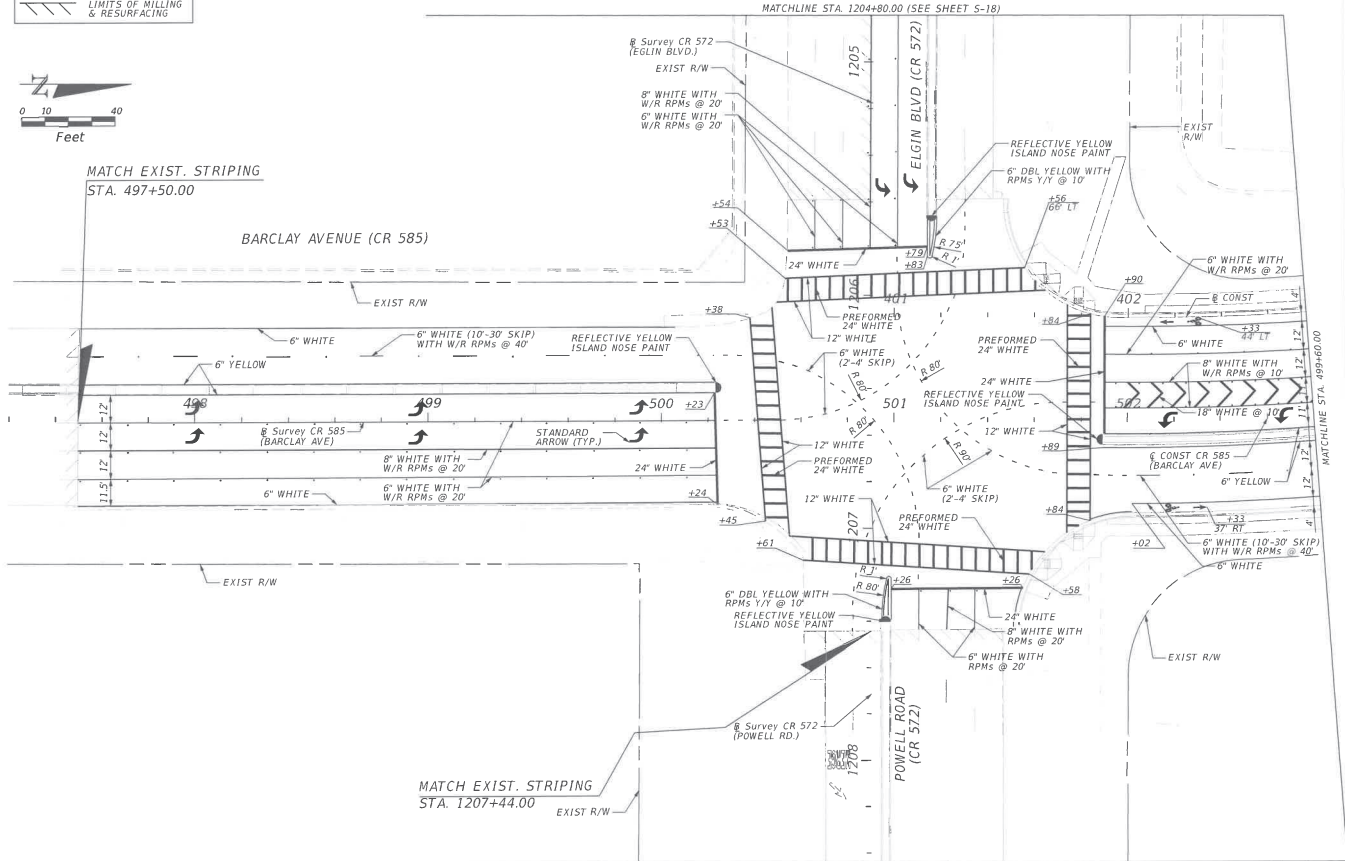 LIMITS OF MILLING
& RESURFACING
MATCHLINE STA. 1204+80.00 (SEE SHEET S-18)
N
0 10 40
Feet
MATCH EXIST. STRIPING
STA. 497+50.00
BARCLAY AVENUE (CR 585)
EXIST R/W
6" WHITE
6" WHITE (10'-30' SKIP)
WITH W/R RPMs @ 40'
6" YELLOW
REFLECTIVE YELLOW
ISLAND NOSE PAINT
+38
498
499
500
+23
12'
12'
12'
11.5'
B Survey CR 585
(BARCLAY AVE)
STANDARD
ARROW (TYP.)
8" WHITE WITH
W/R RPMs @ 20'
6" WHITE WITH
W/R RPMs @ 20'
24" WHITE
6" WHITE
+24
+45
+61
EXIST R/W
B Survey CR 572
(EGLIN BLVD.)
EXIST R/W
8" WHITE WITH
W/R RPMs @ 20'
6" WHITE WITH
W/R RPMs @ 20'
1205
ELGIN BLVD (CR 572)
REFLECTIVE YELLOW
ISLAND NOSE PAINT
6" DBL YELLOW WITH
RPMs Y/Y @ 10'
+56
66' LT
+54
+53
24" WHITE
+79
+83
R 75'
R 1'
EXIST
R/W
6" WHITE WITH
W/R RPMs @ 20'
+90
1206
401
402
B CONST
PREFORMED
24" WHITE
12" WHITE
6" WHITE
(2'-4' SKIP)
R 80'
R 80'
R 80'
R 90'
501
+84
PREFORMED
24" WHITE
24" WHITE
REFLECTIVE YELLOW
ISLAND NOSE PAINT
12" WHITE
+89
+33
44' LT
6" WHITE
8" WHITE WITH
W/R RPMs @ 10'
502
18" WHITE @ 10'
4'
12'
12'
11'
12'
4'
MATCHLINE STA. 499+60.00
₵ CONST CR 585
(BARCLAY AVE)
6" YELLOW
12" WHITE
PREFORMED
24" WHITE
6" WHITE
(2'-4' SKIP)
12" WHITE
PREFORMED
24" WHITE
207
+84
+33
37' RT
+02
6" WHITE (10'-30' SKIP)
WITH W/R RPMs @ 40'
6" WHITE
R 1'
R 80'
+26
+26
+58
6" DBL YELLOW WITH
RPMs Y/Y @ 10'
REFLECTIVE YELLOW
ISLAND NOSE PAINT
24" WHITE
8" WHITE WITH
RPMs @ 20'
6" WHITE WITH
RPMs @ 20'
EXIST R/W
B Survey CR 572
(POWELL RD.)
1208
POWELL ROAD
(CR 572)
MATCH EXIST. STRIPING
STA. 1207+44.00
EXIST R/W